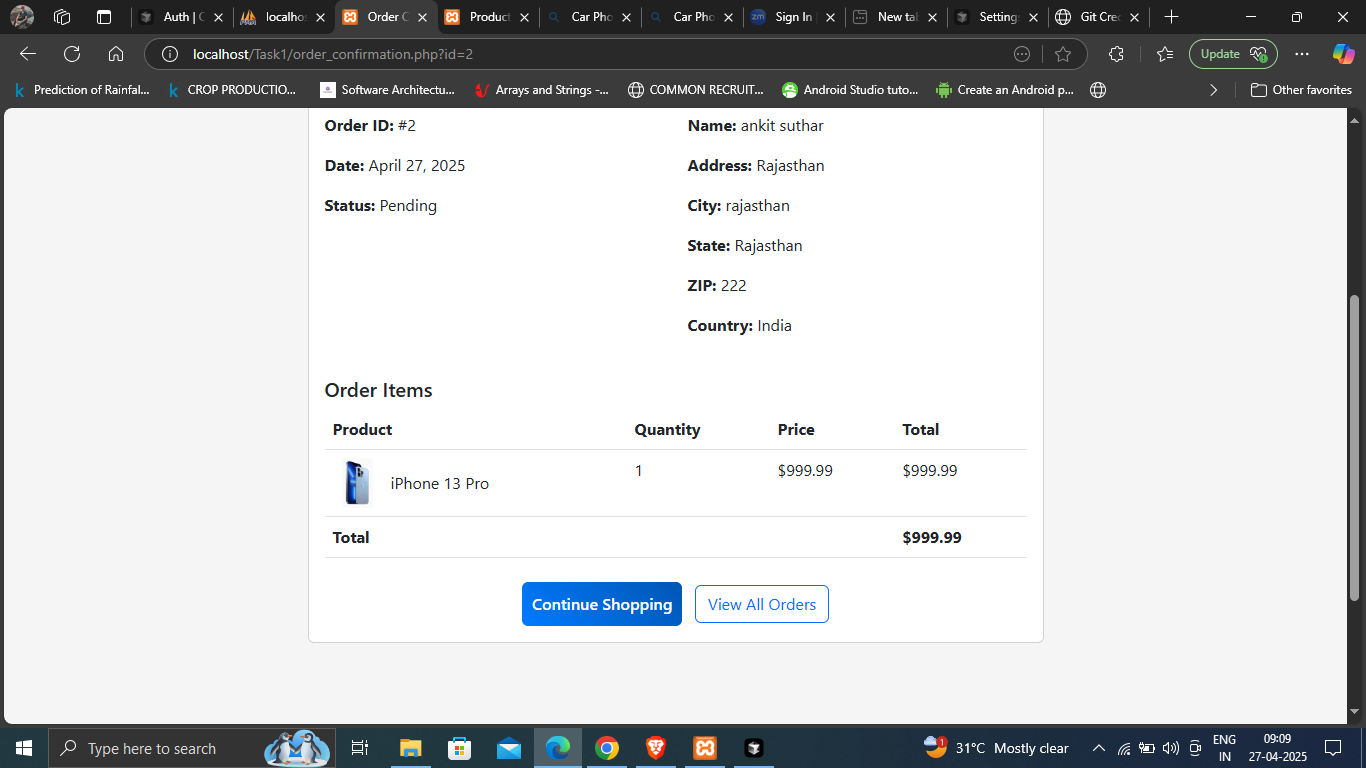 Auth | C
localhos
Order C
Product
Car Pho
Car Pho
zm Sign In
New tab
Setting
Git Cre
localhost/Task1/order_confirmation.php?id=2
Update
k Prediction of Rainfal...
k CROP PRODUCTIO...
Software Architectu...
Arrays and Strings -...
COMMON RECRUIT...
Android Studio tuto...
Create an Android p...
Other favorites
Order ID: #2
Date: April 27, 2025
Status: Pending
Name: ankit suthar
Address: Rajasthan
City: rajasthan
State: Rajasthan
ZIP: 222
Country: India
Order Items
Product Quantity Price Total
iPhone 13 Pro 1 $999.99 $999.99
Total $999.99
Continue Shopping View All Orders
Type here to search
1 31°C Mostly clear
ENG
IN
09:09
27-04-2025